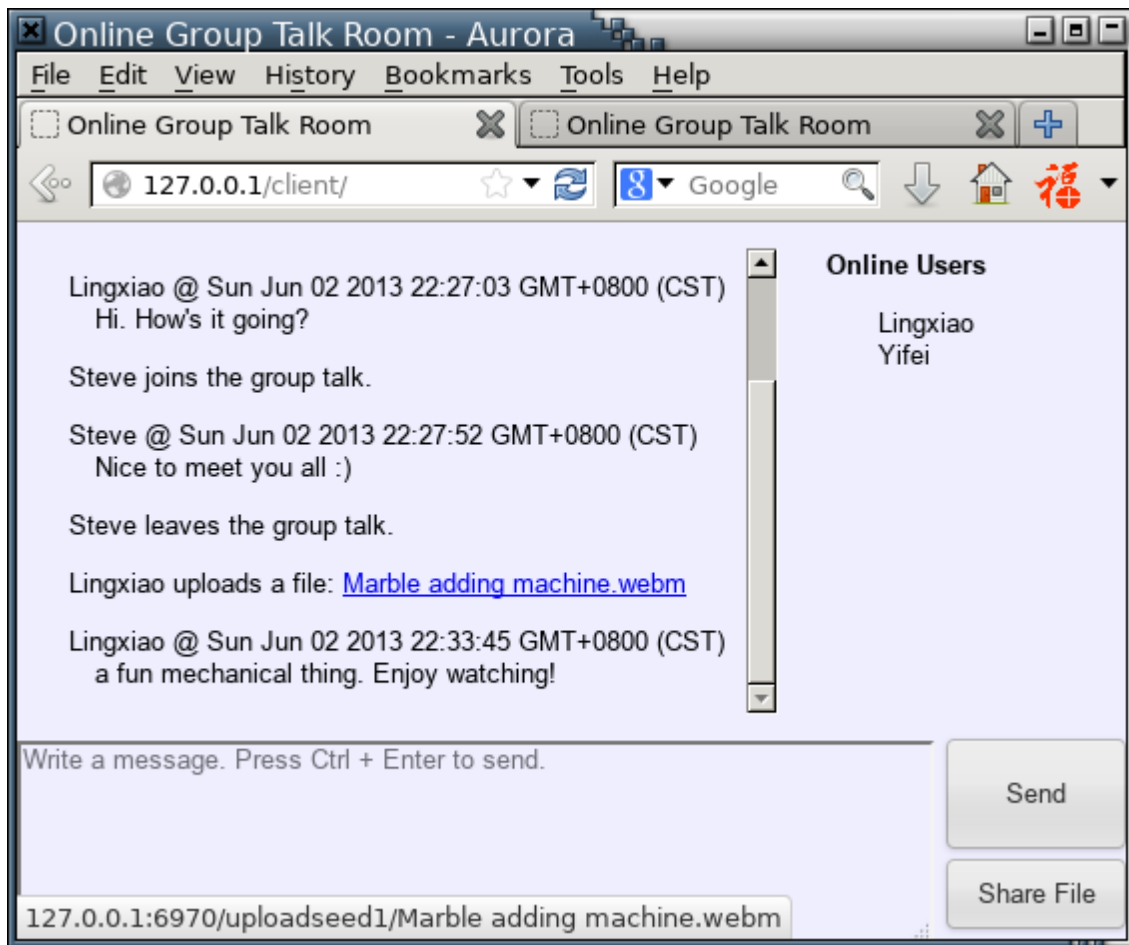 Online Group Talk Room - Aurora
File Edit View History Bookmarks Tools Help
Online Group Talk Room Online Group Talk Room
127.0.0.1/client/ 8 Google 福
Lingxiao @ Sun Jun 02 2013 22:27:03 GMT+0800 (CST)
Hi. How's it going?
Steve joins the group talk.
Steve @ Sun Jun 02 2013 22:27:52 GMT+0800 (CST)
Nice to meet you all :)
Steve leaves the group talk.
Lingxiao uploads a file: Marble adding machine.webm
Lingxiao @ Sun Jun 02 2013 22:33:45 GMT+0800 (CST)
a fun mechanical thing. Enjoy watching!
Online Users
Lingxiao
Yifei
Write a message. Press Ctrl + Enter to send.
Send
Share File
127.0.0.1:6970/uploadseed1/Marble adding machine.webm